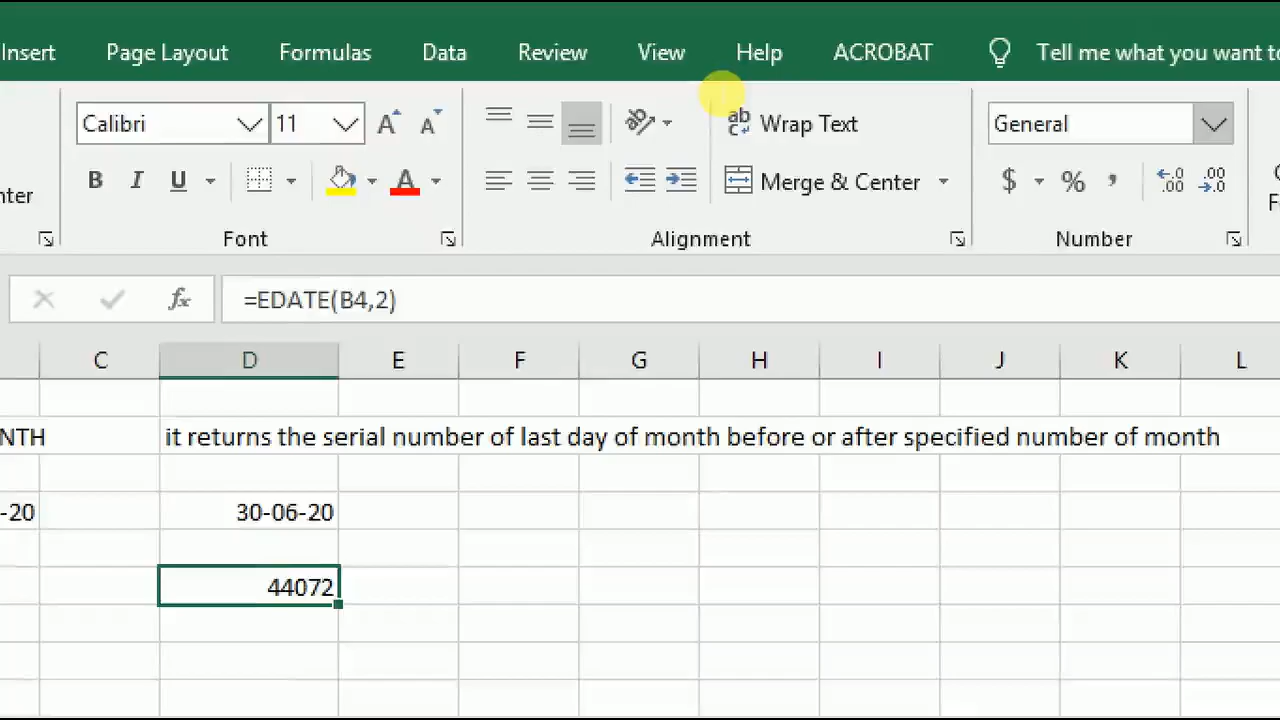 Insert Page Layout Formulas Data Review View Help ACROBAT Tell me what you want to
Calibri 11 Wrap Text General
B I U A Merge & Center $ % ,
nter
Font Alignment Number
fx =EDATE(B4,2)
C D E F G H I J K L
NTH it returns the serial number of last day of month before or after specified number of month
-20 30-06-20
44072